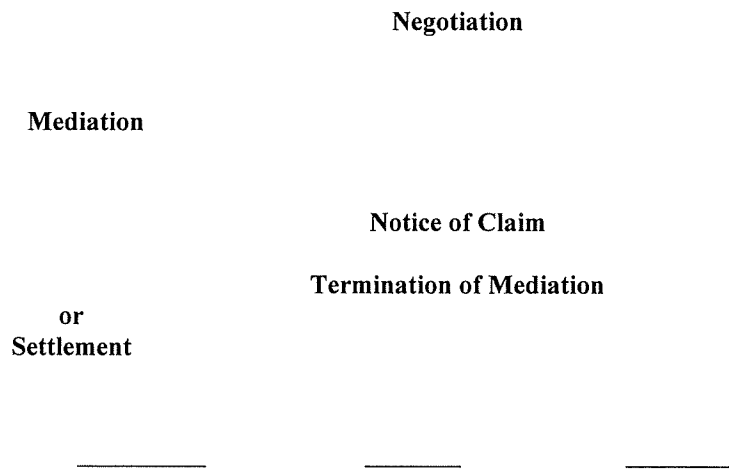 Negotiation
Mediation
Notice of Claim
Termination of Mediation
or
Settlement